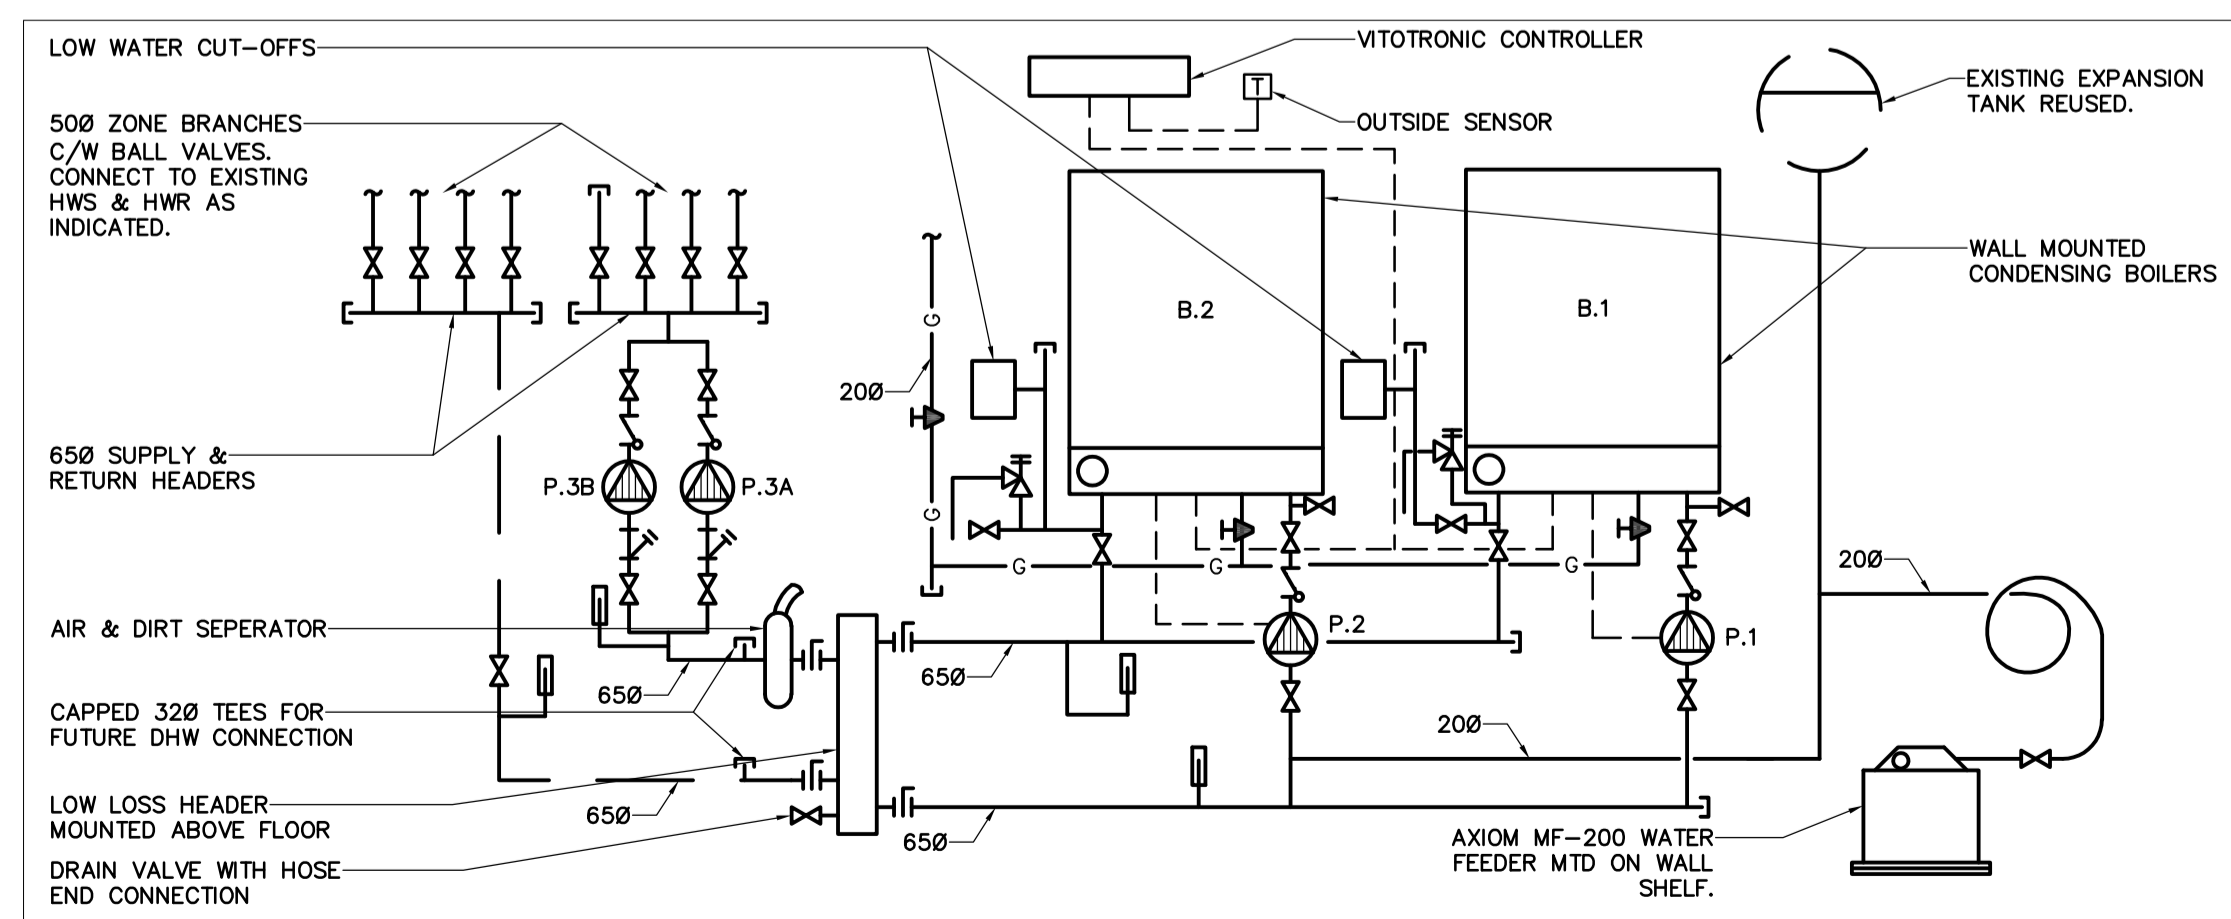 LOW WATER CUT-OFFS
50Ø ZONE BRANCHES
C/W BALL VALVES.
CONNECT TO EXISTING
HWS & HWR AS
INDICATED.
65Ø SUPPLY &
RETURN HEADERS
AIR & DIRT SEPERATOR
CAPPED 32Ø TEES FOR
FUTURE DHW CONNECTION
LOW LOSS HEADER
MOUNTED ABOVE FLOOR
DRAIN VALVE WITH HOSE
END CONNECTION
P.3B
P.3A
65Ø
65Ø
20Ø
G
G
G
G
G
65Ø
65Ø
VITOTRONIC CONTROLLER
T
OUTSIDE SENSOR
B.2
B.1
P.2
P.1
20Ø
20Ø
EXISTING EXPANSION
TANK REUSED.
WALL MOUNTED
CONDENSING BOILERS
AXIOM MF-200 WATER
FEEDER MTD ON WALL
SHELF.